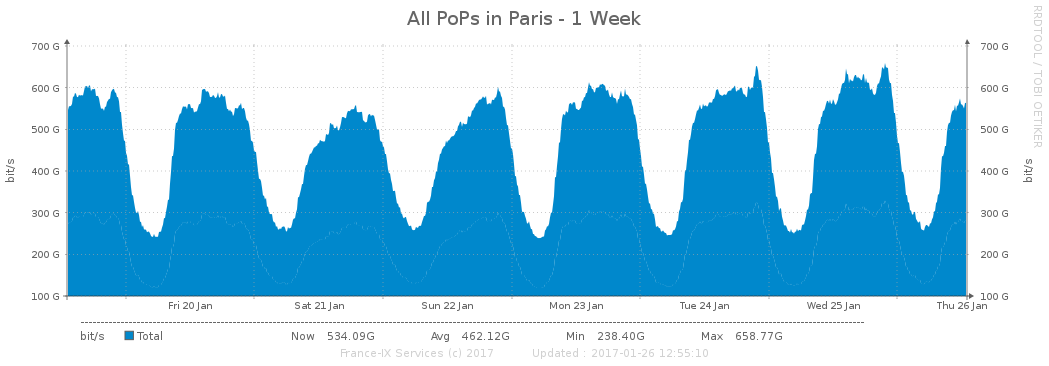 All PoPs in Paris - 1 Week
RRDTOOL / TOBI OETIKER
700 G 700 G
600 G 600 G
500 G 500 G
400 G 400 G
300 G 300 G
200 G 200 G
100 G 100 G
bit/s bit/s
Fri 20 Jan Sat 21 Jan Sun 22 Jan Mon 23 Jan Tue 24 Jan Wed 25 Jan Thu 26 Jan
bit/s Total Now 534.09G Avg 462.12G Min 238.40G Max 658.77G
France-IX Services (c) 2017 Updated : 2017-01-26 12:55:10